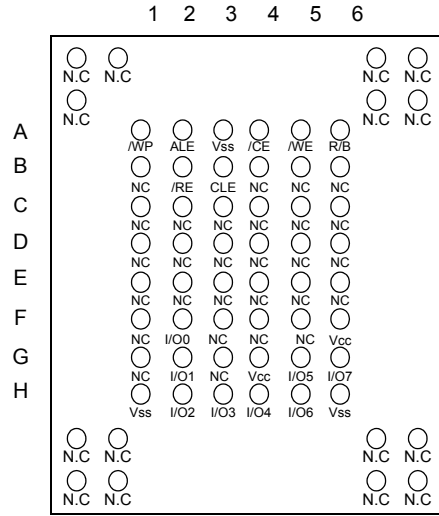 1 2 3 4 5 6
N.C N.C N.C N.C
N.C N.C N.C
A
/WP ALE Vss /CE /WE R/B
B
NC /RE CLE NC NC NC
C
NC NC NC NC NC NC
D
NC NC NC NC NC NC
E
NC NC NC NC NC NC
F
NC I/O0 NC NC NC Vcc
G
NC I/O1 NC Vcc I/O5 I/O7
H
Vss I/O2 I/O3 I/O4 I/O6 Vss
N.C N.C N.C N.C
N.C N.C N.C N.C